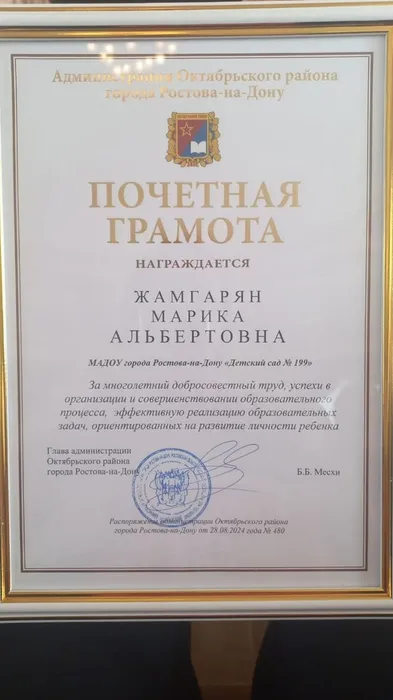 Администрация Октябрьского района
города Ростова-на-Дону
ПОЧЕТНАЯ
ГРАМОТА
НАГРАЖДАЕТСЯ
ЖАМГАРЯН
МАРИКА
АЛЬБЕРТОВНА
МАДОУ города Ростова-на-Дону «Детский сад № 199»
За многолетний добросовестный труд, успехи в
организации и совершенствовании образовательного
процесса, эффективную реализацию образовательных
задач, ориентированных на развитие личности ребенка
Глава администрации
Октябрьского района
города Ростова-на-Дону
Б.Б. Месхи
Распоряжение администрации Октябрьского района
города Ростова-на-Дону от 28.08.2024 года № 480